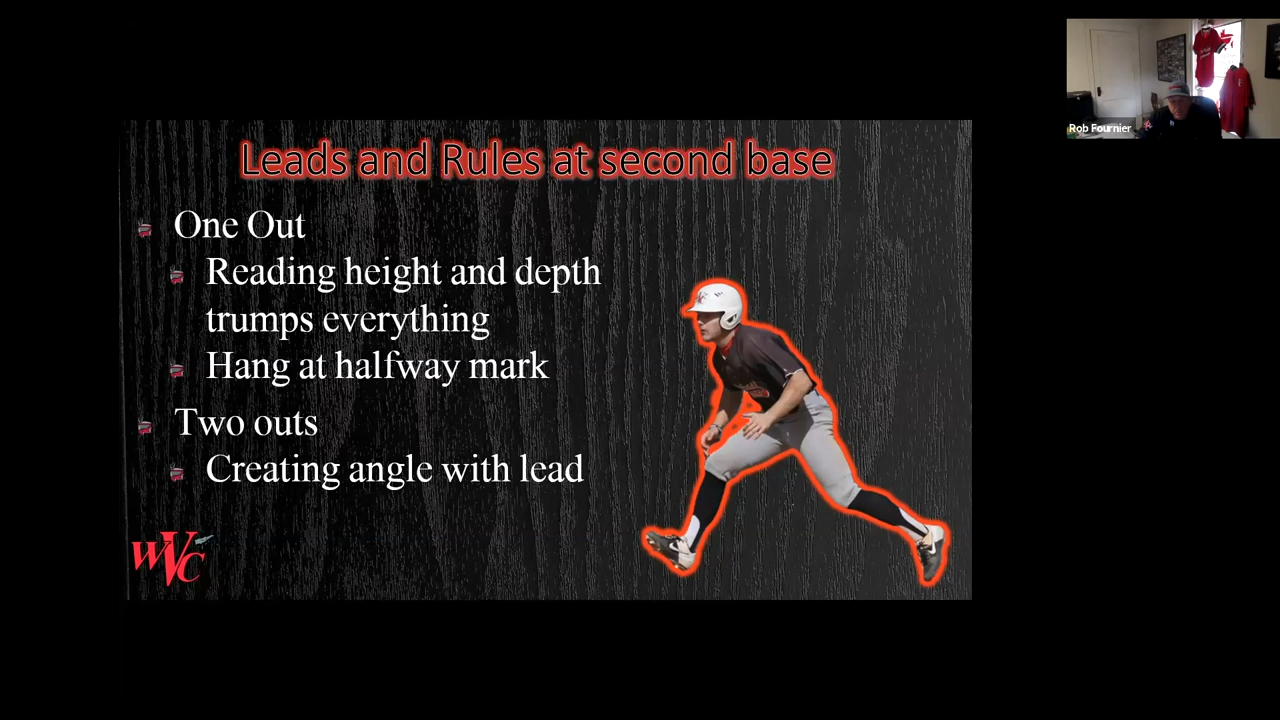 Leads and Rules at second base
One Out
Reading height and depth
trumps everything
Hang at halfway mark
Two outs
Creating angle with lead
WVC
Rob Fournier